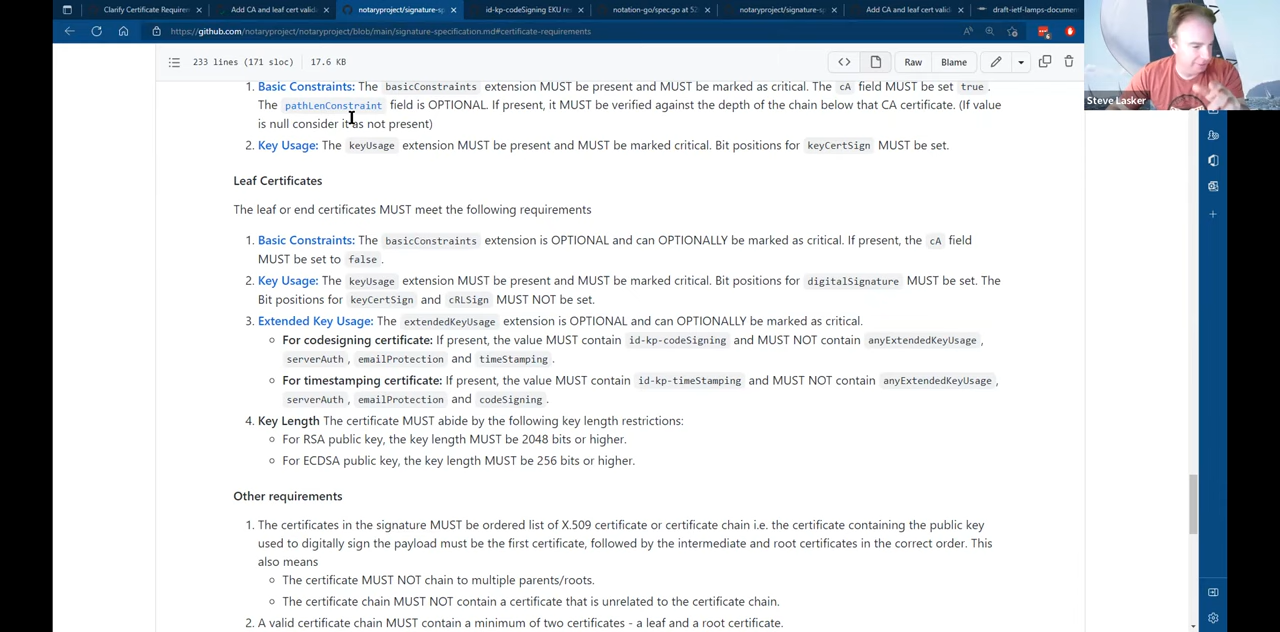 Clarify Certificate Requirem
Add CA and leaf cert valida
notaryproject/signature-sp
id-kp-codeSigning EKU re
notation-go/spec.go at 52
notaryproject/signature-sp
Add CA and leaf cert vali
draft-ietf-lamps-documen
https://github.com/notaryproject/notaryproject/blob/main/signature-specification.md#certificate-requirements
233 lines (171 sloc) 17.6 KB
Raw Blame
Steve Lasker
1. Basic Constraints: The basicConstraints extension MUST be present and MUST be marked as critical. The cA field MUST be set true .
The pathLenConstraint field is OPTIONAL. If present, it MUST be verified against the depth of the chain below that CA certificate. (If value
is null consider it as not present)
2. Key Usage: The keyUsage extension MUST be present and MUST be marked critical. Bit positions for keyCertSign MUST be set.
Leaf Certificates
The leaf or end certificates MUST meet the following requirements
1. Basic Constraints: The basicConstraints extension is OPTIONAL and can OPTIONALLY be marked as critical. If present, the cA field
MUST be set to false .
2. Key Usage: The keyUsage extension MUST be present and MUST be marked critical. Bit positions for digitalSignature MUST be set. The
Bit positions for keyCertSign and cRLSign MUST NOT be set.
3. Extended Key Usage: The extendedKeyUsage extension is OPTIONAL and can OPTIONALLY be marked as critical.
For codesigning certificate: If present, the value MUST contain id-kp-codeSigning and MUST NOT contain anyExtendedKeyUsage ,
serverAuth , emailProtection and timeStamping .
For timestamping certificate: If present, the value MUST contain id-kp-timeStamping and MUST NOT contain anyExtendedKeyUsage ,
serverAuth , emailProtection and codeSigning .
4. Key Length The certificate MUST abide by the following key length restrictions:
For RSA public key, the key length MUST be 2048 bits or higher.
For ECDSA public key, the key length MUST be 256 bits or higher.
Other requirements
1. The certificates in the signature MUST be ordered list of X.509 certificate or certificate chain i.e. the certificate containing the public key
used to digitally sign the payload must be the first certificate, followed by the intermediate and root certificates in the correct order. This
also means
The certificate MUST NOT chain to multiple parents/roots.
The certificate chain MUST NOT contain a certificate that is unrelated to the certificate chain.
2. A valid certificate chain MUST contain a minimum of two certificates - a leaf and a root certificate.